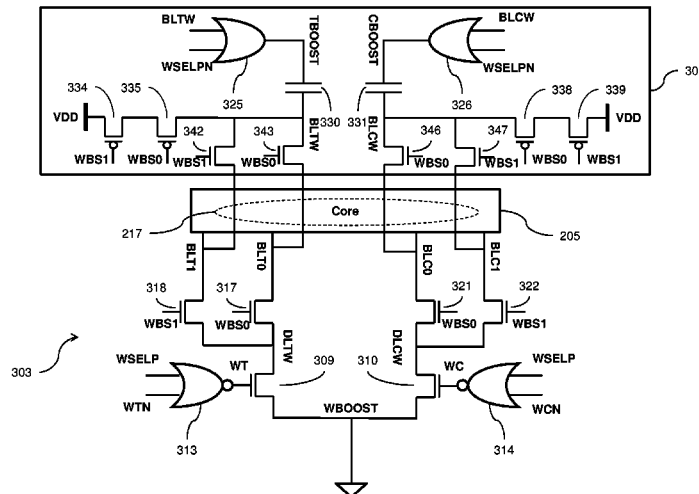 BLTW
WSELPN
325
TBOOST
CBOOST
BLCW
WSELPN
326
30
334
335
330
331
338
339
VDD
VDD
342
343
BLTW
BLCW
346
347
WBS1
WBS0
WBS1
WBS0
WBS0
WBS1
WBS0
WBS1
Core
217
205
BLT1
BLT0
BLC0
BLC1
318
317
321
322
WBS1
WBS0
WBS0
WBS1
303
DLTW
DLCW
WSELP
WTN
WT
309
310
WC
WSELP
WCN
WBOOST
313
314